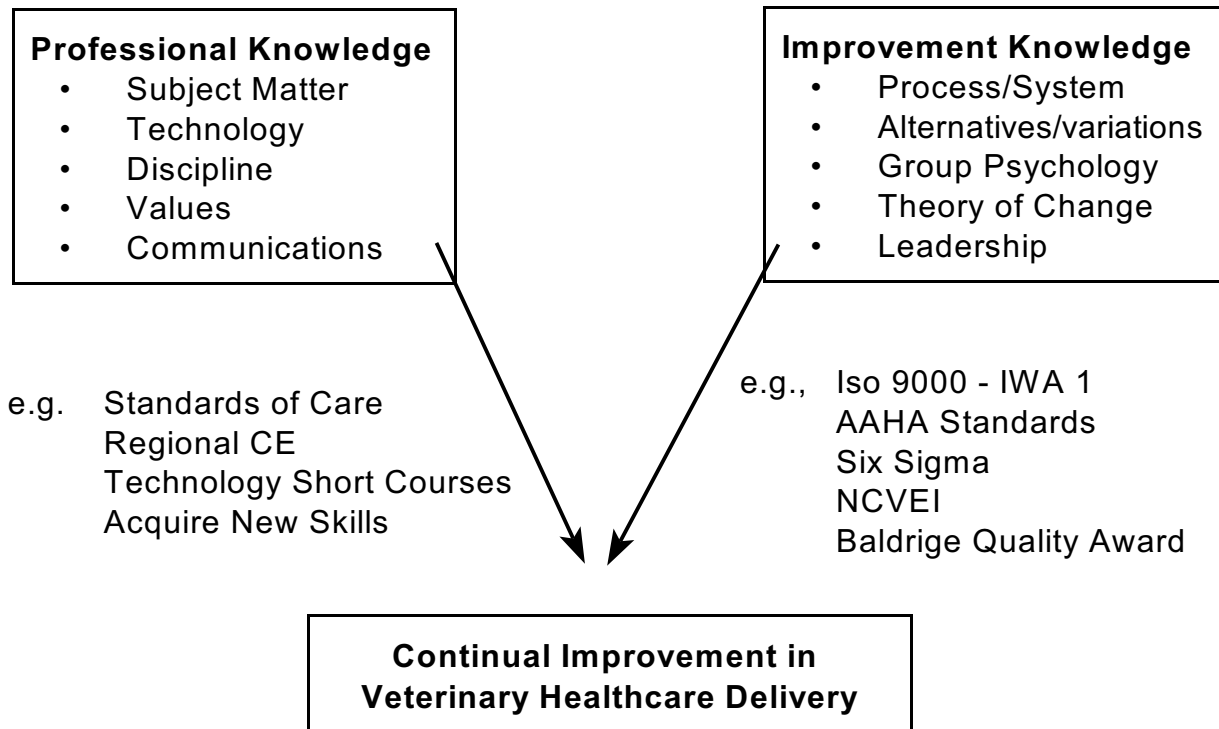 Professional Knowledge
• Subject Matter
• Technology
• Discipline
• Values
• Communications
Improvement Knowledge
• Process/System
• Alternatives/variations
• Group Psychology
• Theory of Change
• Leadership
e.g. Standards of Care
Regional CE
Technology Short Courses
Acquire New Skills
e.g., Iso 9000 - IWA 1
AAHA Standards
Six Sigma
NCVEI
Baldrige Quality Award
Continual Improvement in
Veterinary Healthcare Delivery